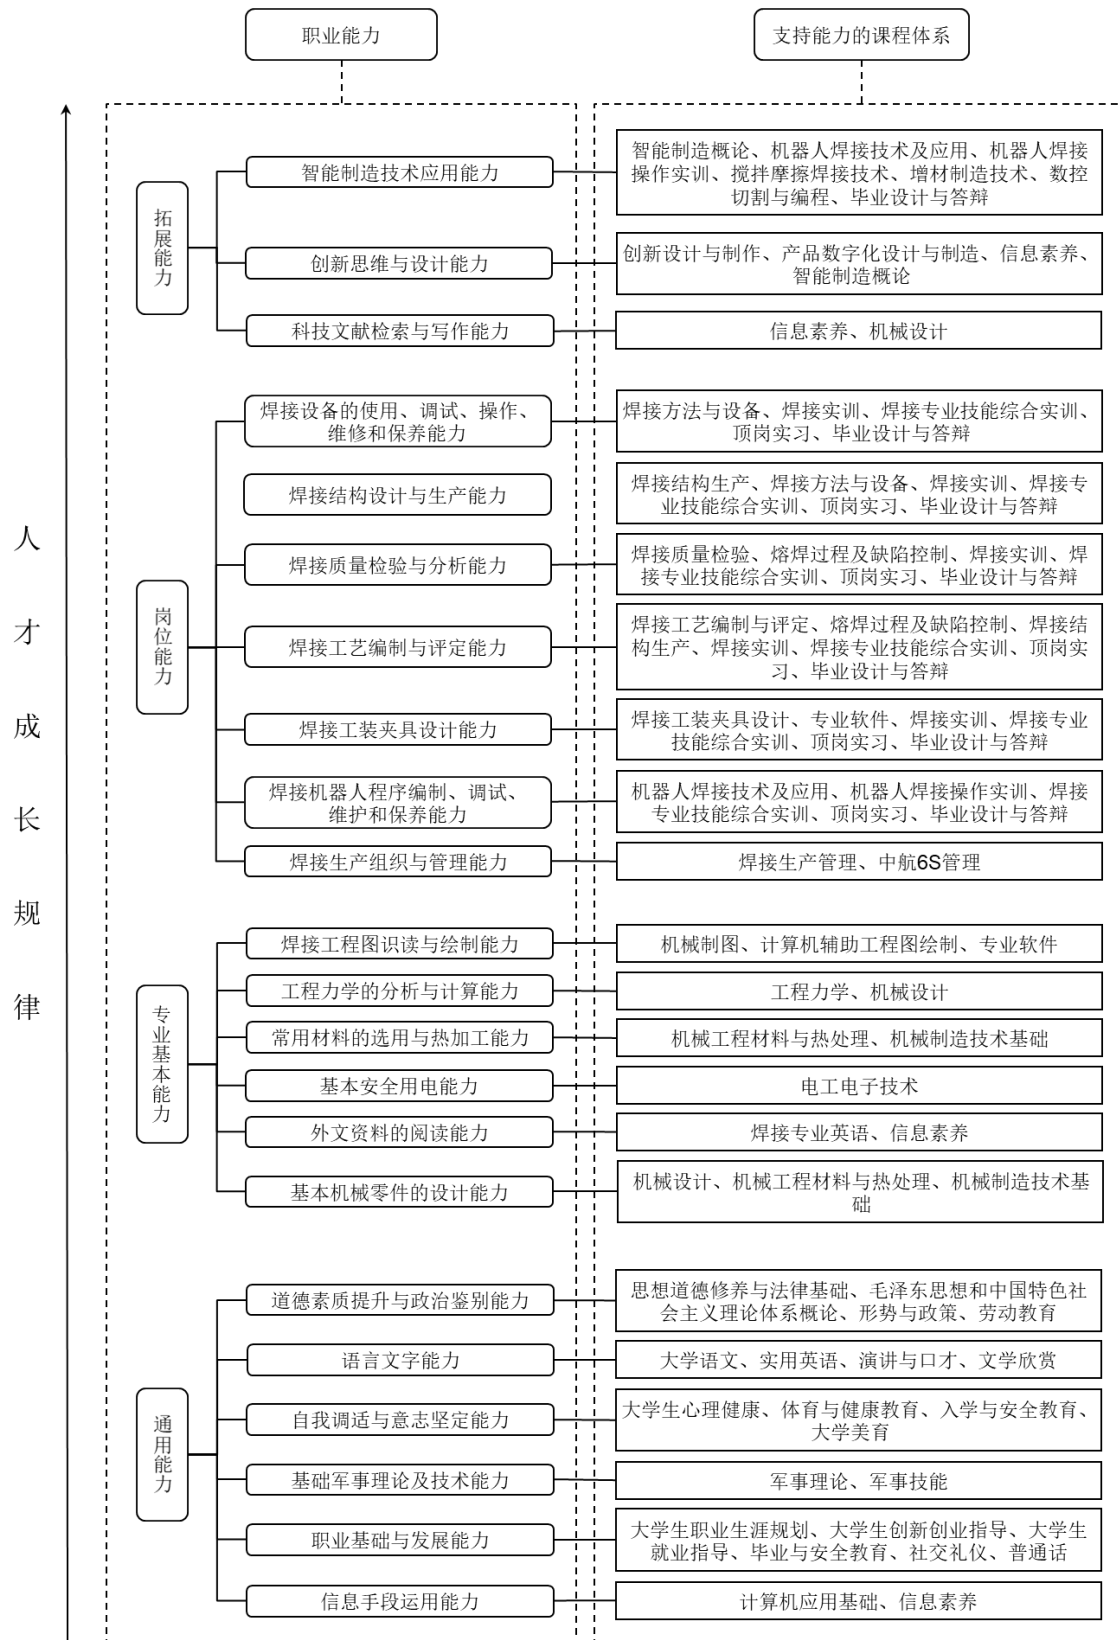 职业能力
支持能力的课程体系
人才成长规律
拓展能力
智能制造技术应用能力
智能制造概论、机器人焊接技术及应用、机器人焊接
操作实训、搅拌摩擦焊接技术、增材制造技术、数控
切割与编程、毕业设计与答辩
创新思维与设计能力
创新设计与制作、产品数字化设计与制造、信息素养、
智能制造概论
科技文献检索与写作能力
信息素养、机械设计
岗位能力
焊接设备的使用、调试、操作、
维修和保养能力
焊接方法与设备、焊接实训、焊接专业技能综合实训、
顶岗实习、毕业设计与答辩
焊接结构设计与生产能力
焊接结构生产、焊接方法与设备、焊接实训、焊接专
业技能综合实训、顶岗实习、毕业设计与答辩
焊接质量检验与分析能力
焊接质量检验、熔焊过程及缺陷控制、焊接实训、焊
接专业技能综合实训、顶岗实习、毕业设计与答辩
焊接工艺编制与评定能力
焊接工艺编制与评定、熔焊过程及缺陷控制、焊接结
构生产、焊接实训、焊接专业技能综合实训、顶岗实
习、毕业设计与答辩
焊接工装夹具设计能力
焊接工装夹具设计、专业软件、焊接实训、焊接专业
技能综合实训、顶岗实习、毕业设计与答辩
焊接机器人程序编制、调试、
维护和保养能力
机器人焊接技术及应用、机器人焊接操作实训、焊接
专业技能综合实训、顶岗实习、毕业设计与答辩
焊接生产组织与管理能力
焊接生产管理、中航6S管理
专业基本能力
焊接工程图识读与绘制能力
机械制图、计算机辅助工程图绘制、专业软件
工程力学的分析与计算能力
工程力学、机械设计
常用材料的选用与热加工能力
机械工程材料与热处理、机械制造技术基础
基本安全用电能力
电工电子技术
外文资料的阅读能力
焊接专业英语、信息素养
基本机械零件的设计能力
机械设计、机械工程材料与热处理、机械制造技术基
础
通用能力
道德素质提升与政治鉴别能力
思想道德修养与法律基础、毛泽东思想和中国特色社
会主义理论体系概论、形势与政策、劳动教育
语言文字能力
大学语文、实用英语、演讲与口才、文学欣赏
自我调适与意志坚定能力
大学生心理健康、体育与健康教育、入学与安全教育、
大学美育
基础军事理论及技术能力
军事理论、军事技能
职业基础与发展能力
大学生职业生涯规划、大学生创新创业指导、大学生
就业指导、毕业与安全教育、社交礼仪、普通话
信息手段运用能力
计算机应用基础、信息素养